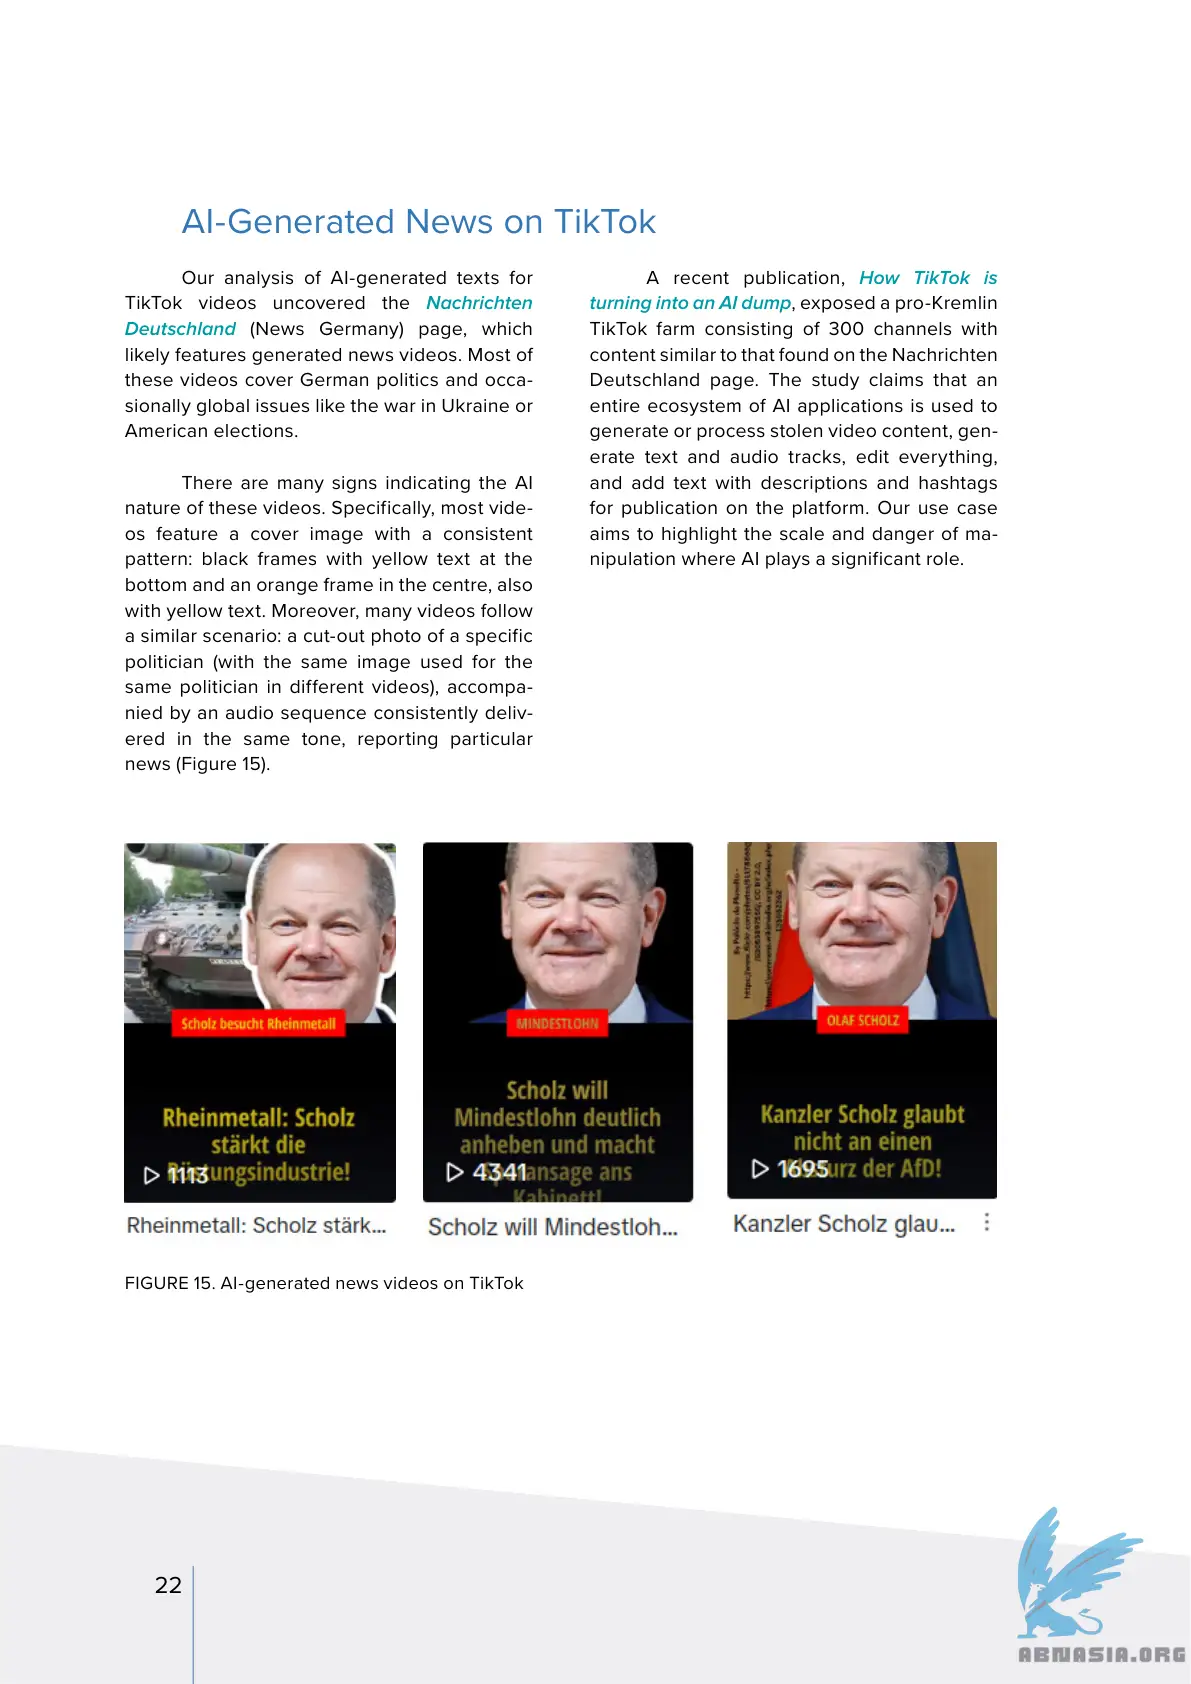 AI-Generated News on TikTok
Our analysis of AI-generated texts for
TikTok videos uncovered the Nachrichten
Deutschland (News Germany) page, which
likely features generated news videos. Most of
these videos cover German politics and occa-
sionally global issues like the war in Ukraine or
American elections.
There are many signs indicating the AI
nature of these videos. Specifically, most vide-
os feature a cover image with a consistent
pattern: black frames with yellow text at the
bottom and an orange frame in the centre, also
with yellow text. Moreover, many videos follow
a similar scenario: a cut-out photo of a specific
politician (with the same image used for the
same politician in different videos), accompa-
nied by an audio sequence consistently deliv-
ered in the same tone, reporting particular
news (Figure 15).
A recent publication, How TikTok is
turning into an AI dump, exposed a pro-Kremlin
TikTok farm consisting of 300 channels with
content similar to that found on the Nachrichten
Deutschland page. The study claims that an
entire ecosystem of AI applications is used to
generate or process stolen video content, gen-
erate text and audio tracks, edit everything,
and add text with descriptions and hashtags
for publication on the platform. Our use case
aims to highlight the scale and danger of ma-
nipulation where AI plays a significant role.
Scholz besucht Rheinmetall
Rheinmetall: Scholz
stärkt die
1113
Rheinmetall: Scholz stärk...
MINDESTLOHN
Scholz will
Mindestlohn deutlich
anheben und macht
4341 ans
Kabinett!
Scholz will Mindestloh...
OLAF SCHOLZ
Kanzler Scholz glaubt
nicht an einen
1695 der AfD!
Kanzler Scholz glau...
FIGURE 15. AI-generated news videos on TikTok
22
ABNASIA.ORG